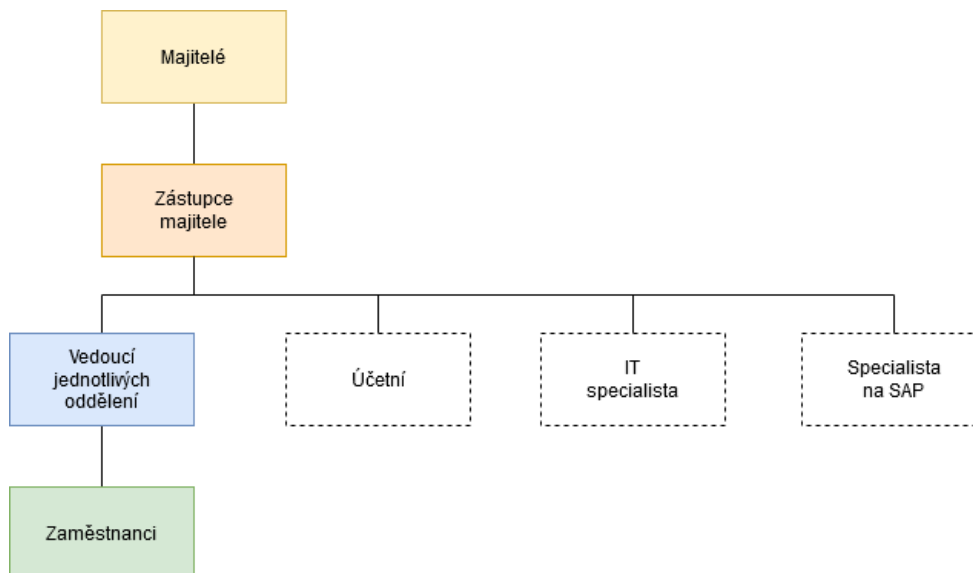 Majitelé
Zástupce
majitele
Vedoucí
jednotlivých
oddělení
Účetní
IT
specialista
Specialista
na SAP
Zaměstnanci